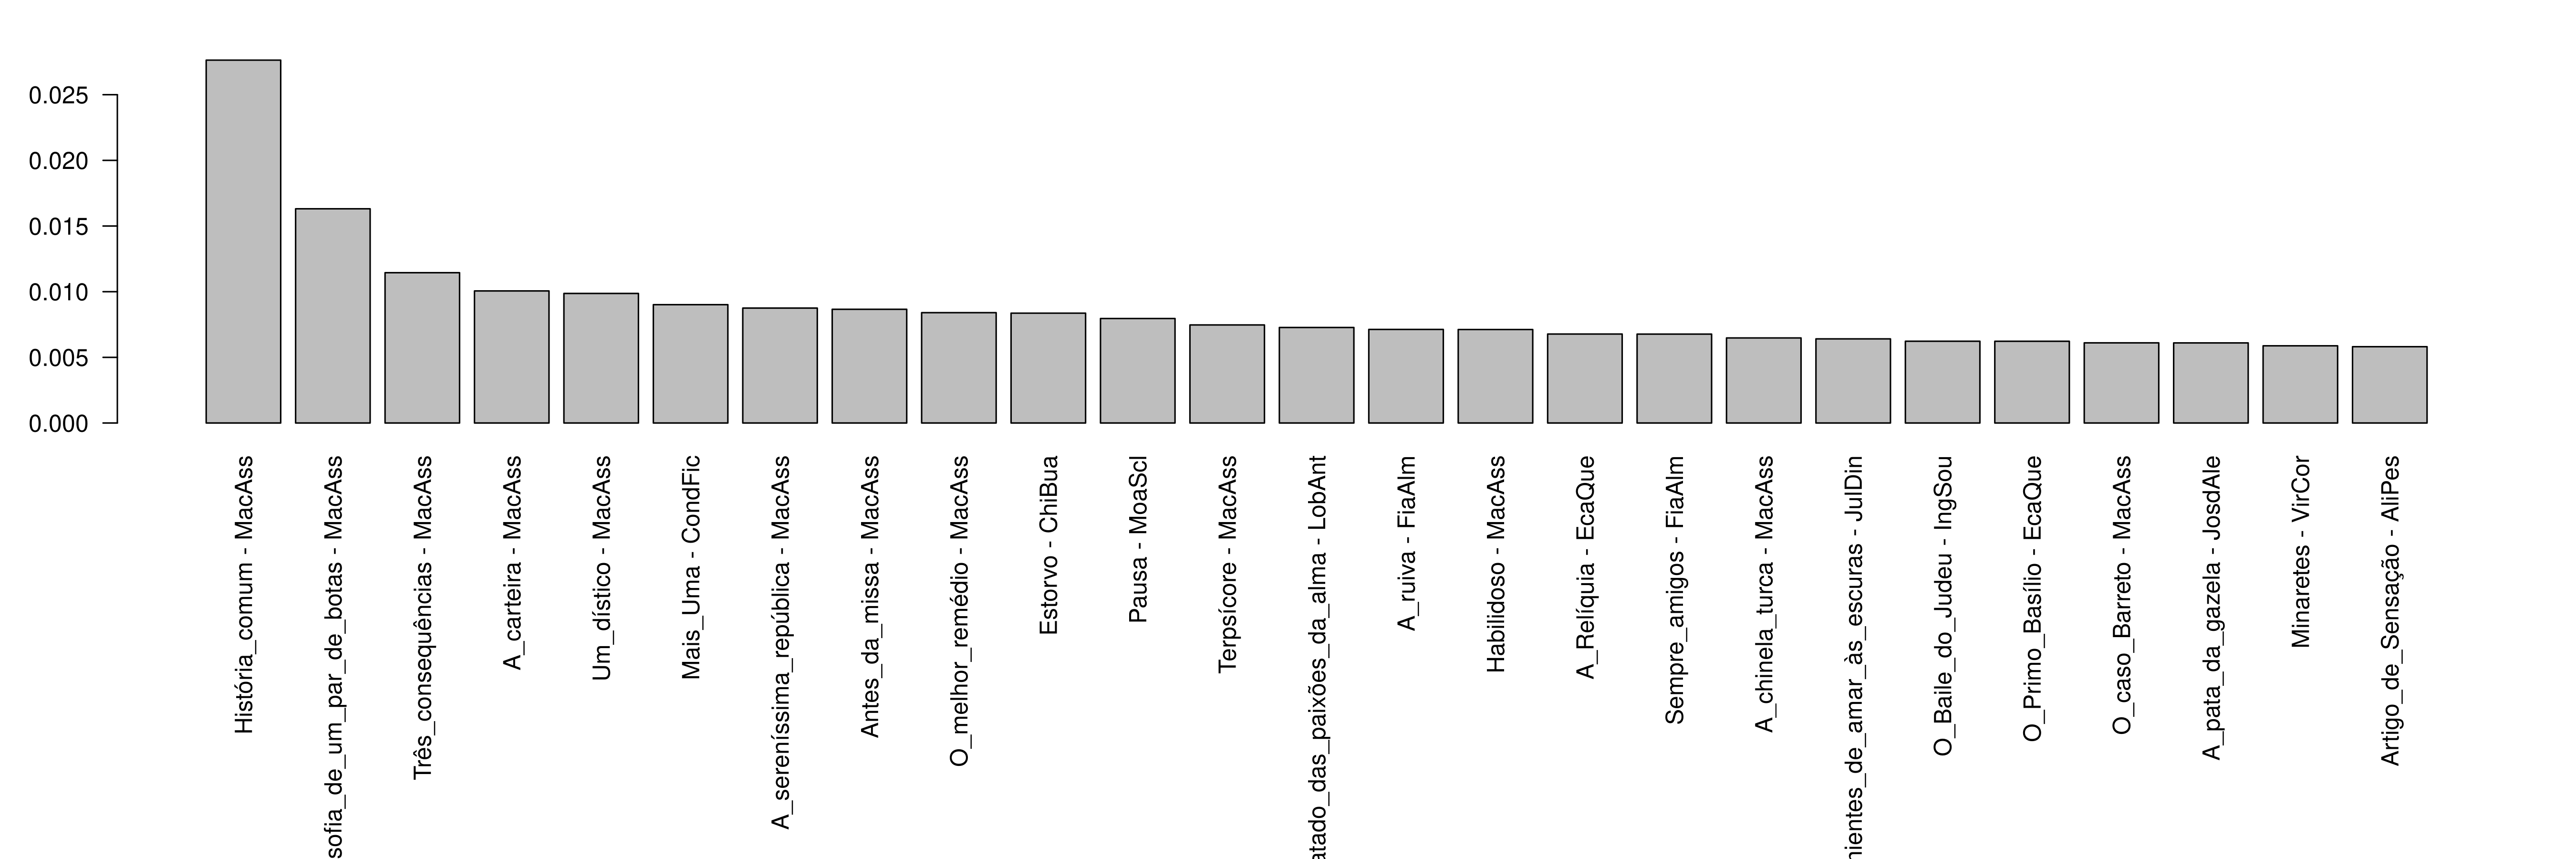 0.025
0.020
0.015
0.010
0.005
0.000
História_comum - MacAss
sofia_de_um_par_de_botas - MacAss
Três_consequências - MacAss
A_carteira - MacAss
Um_dístico - MacAss
Mais_Uma - CondFic
A_sereníssima_república - MacAss
Antes_da_missa - MacAss
O_melhor_remédio - MacAss
Estorvo - ChiBua
Pausa - MoaScl
Terpsícore - MacAss
atado_das_paixões_da_alma - LobAnt
A_ruiva - FiaAlm
Habilidoso - MacAss
A_Relíquia - EcaQue
Sempre_amigos - FiaAlm
A_chinela_turca - MacAss
nientes_de_amar_às_escuras - JulDin
O_Baile_do_Judeu - IngSou
O_Primo_Basílio - EcaQue
O_caso_Barreto - MacAss
A_pata_da_gazela - JosdAle
Minaretes - VirCor
Artigo_de_Sensação - AliPes